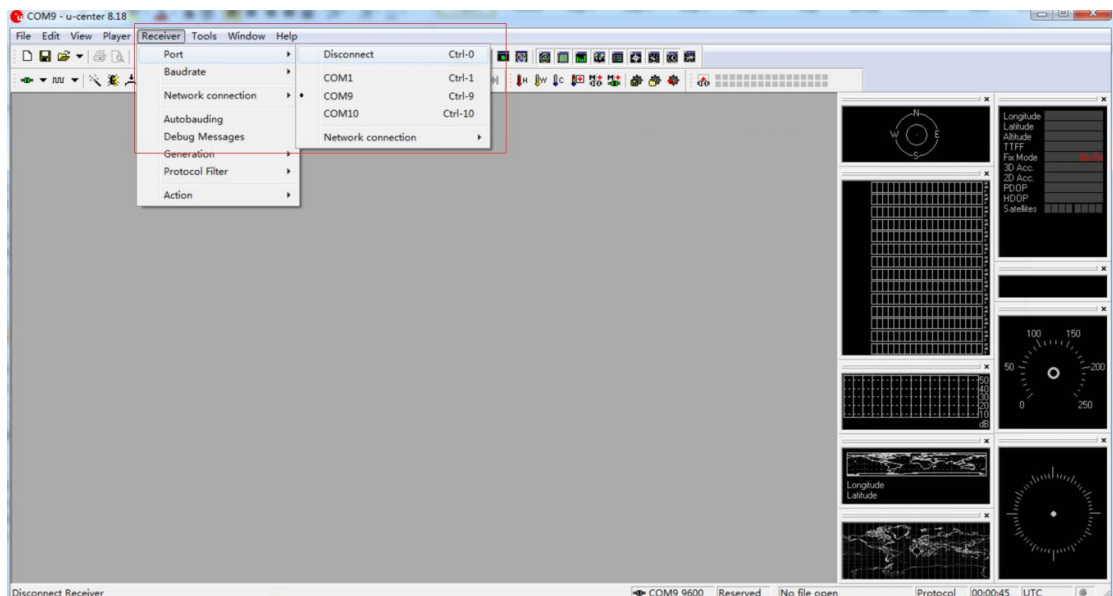 COM9 - u-center 8.18
File Edit View Player Receiver Tools Window Help
Port
Baudrate
Network connection
Autobauding
Debug Messages
Generation
Protocol Filter
Action
Disconnect Ctrl-0
COM1 Ctrl-1
COM9 Ctrl-9
COM10 Ctrl-10
Network connection
N
W E
S
Longitude
Latitude
Altitude
TTFF
Fix Mode
3D Acc.
2D Acc.
PDOP
HDOP
Satellites
50
40
30
20
10
dB
100 150
50 200
0 250
Longitude
Latitude
Disconnect Receiver COM9 9600 Reserved No file open Protocol 00:00:45 UTC